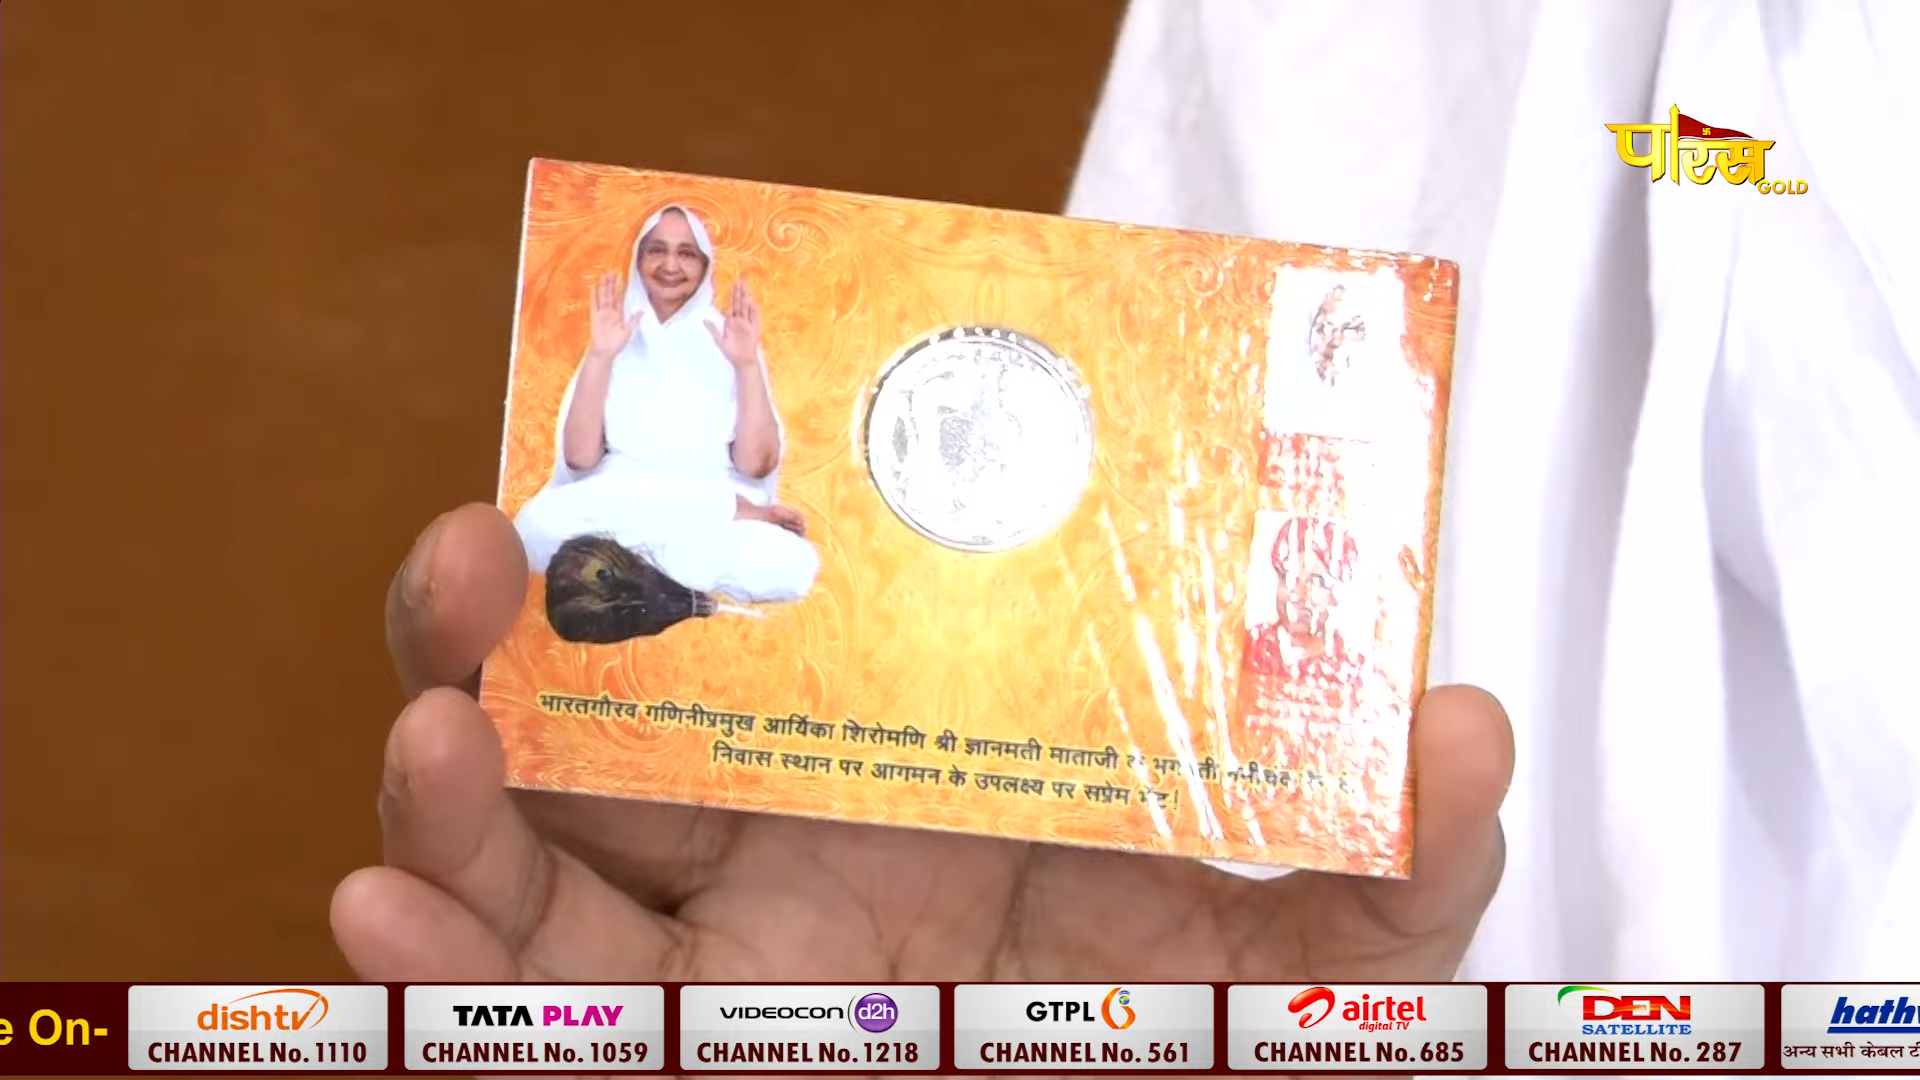 पारस
GOLD
भारतगौरव गणिनीप्रमुख आर्यिका शिरोमणि श्री ज्ञानमती माताजी
निवास स्थान पर आगमन के उपलक्ष्य पर सप्रेम भेंट!
e On-
dishtv
CHANNEL No. 1110
TATA PLAY
CHANNEL No. 1059
VIDEOCON d2h
CHANNEL No. 1218
GTPL
CHANNEL No. 561
airtel
digital TV
CHANNEL No. 685
DEN
SATELLITE
CHANNEL No. 287
hathw
अन्य सभी केबल टी